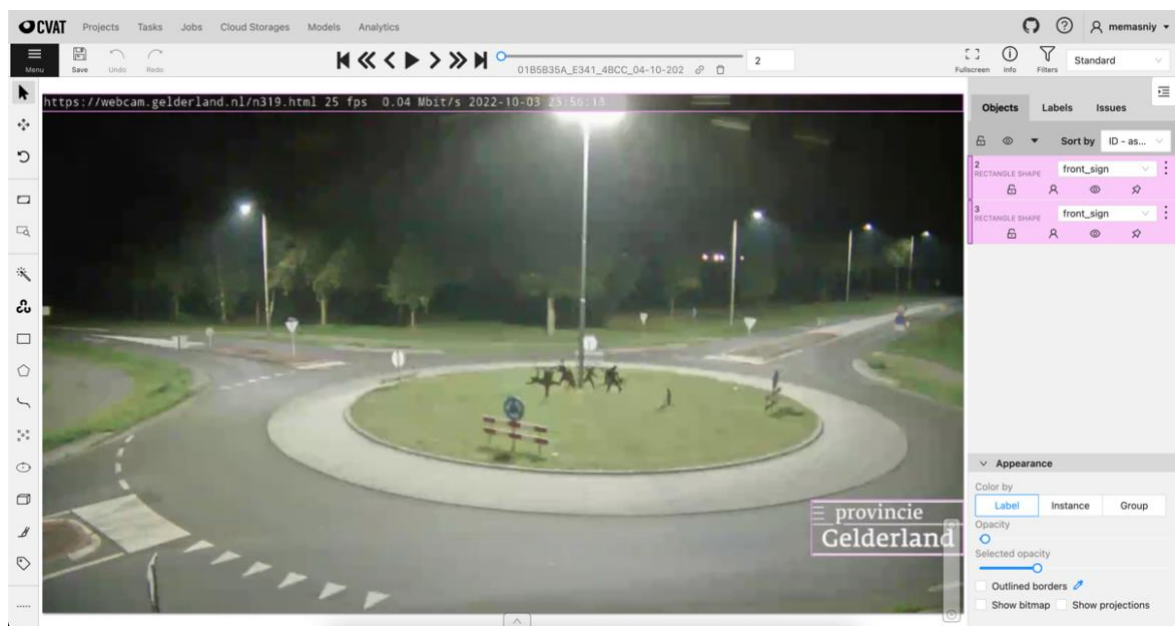 CVAT
Projects
Tasks
Jobs
Cloud Storages
Models
Analytics
memasniy
Menu
Save
Undo
Redo
01B5B35A_E341_4BCC_04-10-202
2
Fullscreen
Info
Filters
Standard
https://webcam.gelderland.nl/n319.html 25 fps 0.04 Mbit/s 2022-10-03 23:56:18
Objects
Labels
Issues
Sort by
ID - as...
2
RECTANGLE SHAPE
front_sign
3
RECTANGLE SHAPE
front_sign
provincie
Gelderland
Appearance
Color by
Label
Instance
Group
Opacity
Selected opacity
Outlined borders
Show bitmap
Show projections